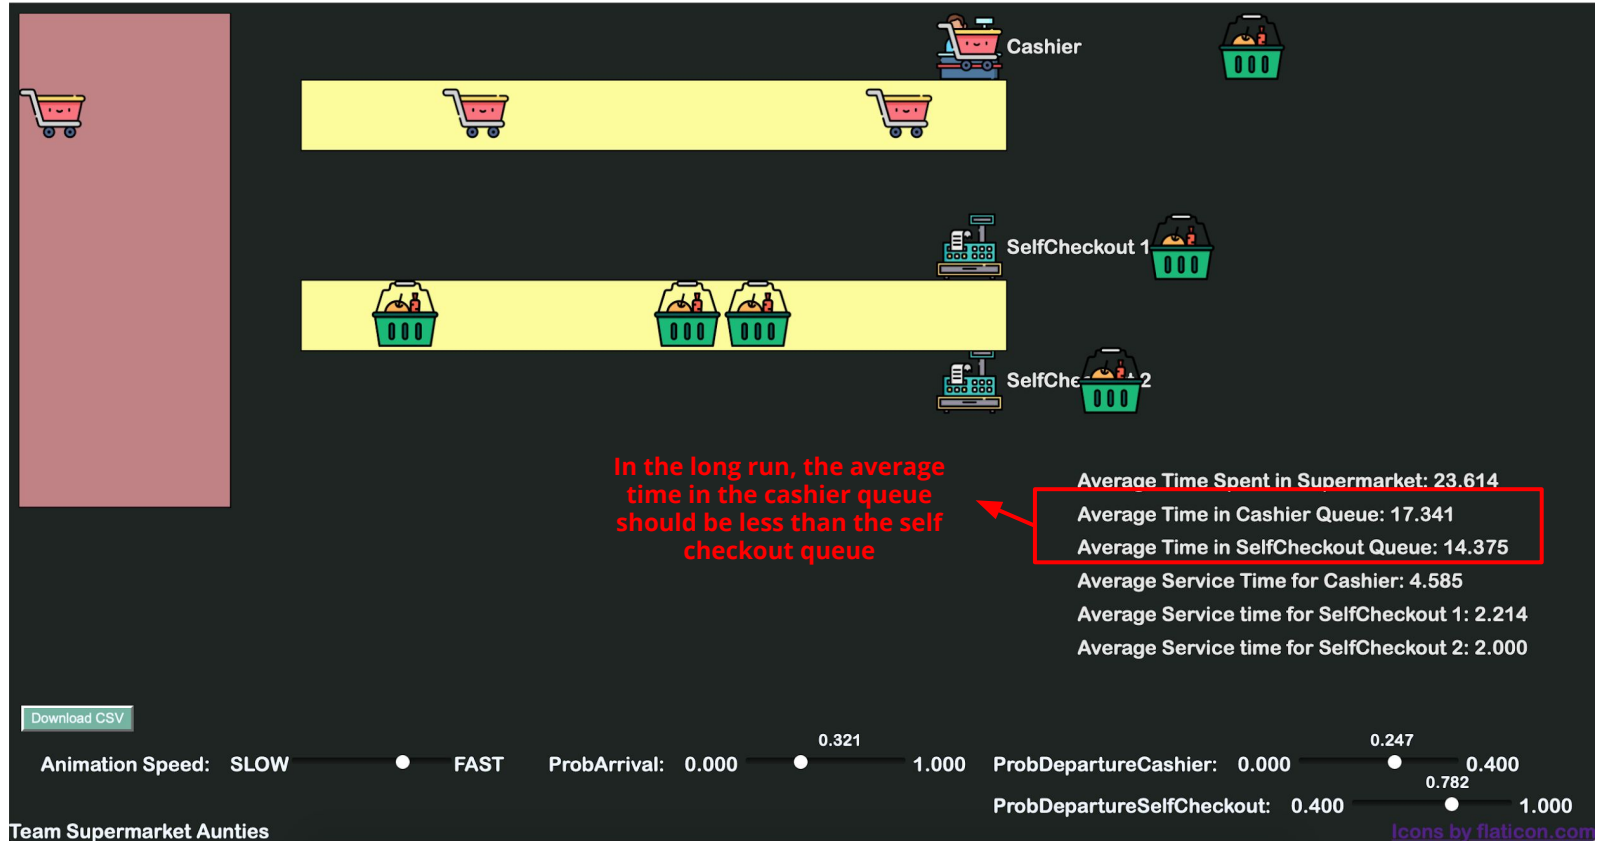 Cashier
SelfCheckout 1
SelfChe 2
In the long run, the average
time in the cashier queue
should be less than the self
checkout queue
Average Time Spent in Supermarket: 23.614
Average Time in Cashier Queue: 17.341
Average Time in SelfCheckout Queue: 14.375
Average Service Time for Cashier: 4.585
Average Service time for SelfCheckout 1: 2.214
Average Service time for SelfCheckout 2: 2.000
Download CSV
0.321
0.247
Animation Speed: SLOW FAST ProbArrival: 0.000 1.000 ProbDepartureCashier: 0.000 0.400
0.782
ProbDepartureSelfCheckout: 0.400 1.000
Team Supermarket Aunties
Icons by flaticon.com